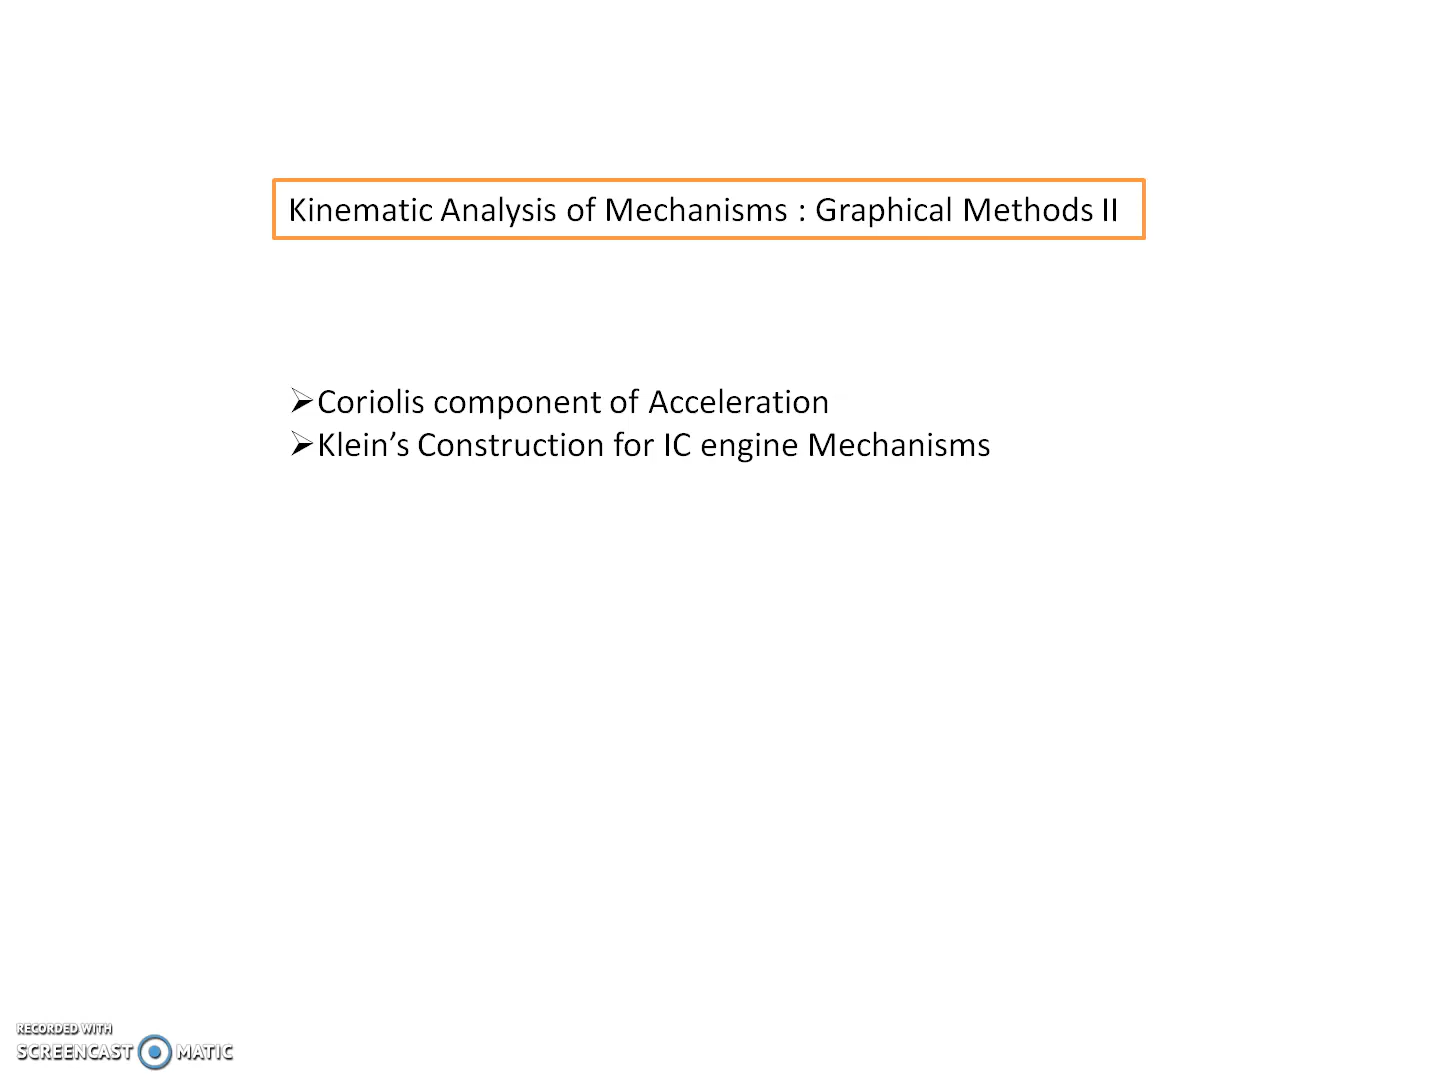 Kinematic Analysis of Mechanisms : Graphical Methods II
➢Coriolis component of Acceleration
➢Klein’s Construction for IC engine Mechanisms
RECORDED WITH
SCREENCAST MATIC